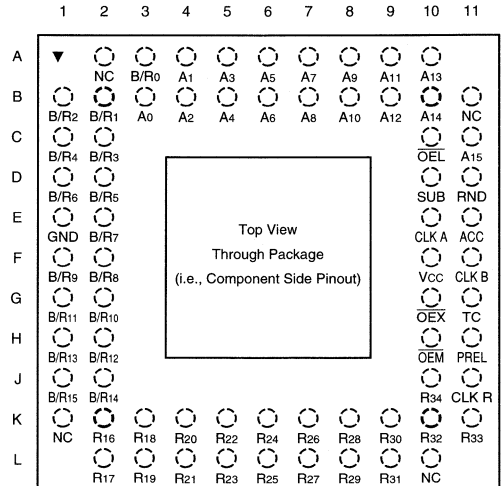 1 2 3 4 5 6 7 8 9 10 11
A
NC B/R0 A1 A3 A5 A7 A9 A11 A13
B
B/R2 B/R1 A0 A2 A4 A6 A8 A10 A12 A14 NC
C
B/R4 B/R3 OEL A15
D
B/R6 B/R5 SUB RND
E
GND B/R7 CLK A ACC
Top View
Through Package
(i.e., Component Side Pinout)
F
B/R9 B/R8 VCC CLK B
G
B/R11 B/R10 OEX TC
H
B/R13 B/R12 OEM PREL
J
B/R15 B/R14 R34 CLK R
K
NC R16 R18 R20 R22 R24 R26 R28 R30 R32 R33
L
R17 R19 R21 R23 R25 R27 R29 R31 NC